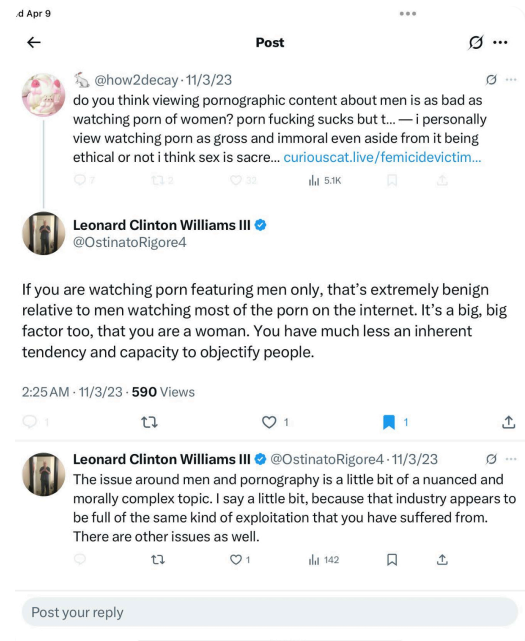 .d Apr 9
Post
@how2decay · 11/3/23
do you think viewing pornographic content about men is as bad as
watching porn of women? porn fucking sucks but t... — i personally
view watching porn as gross and immoral even aside from it being
ethical or not i think sex is sacre... curiouscat.live/femicidevictim...
7
3
33
5.1K
Leonard Clinton Williams III
@OstinatoRigore4
If you are watching porn featuring men only, that's extremely benign
relative to men watching most of the porn on the internet. It's a big, big
factor too, that you are a woman. You have much less an inherent
tendency and capacity to objectify people.
2:25 AM · 11/3/23 · 590 Views
1
1
1
Leonard Clinton Williams III @OstinatoRigore4 · 11/3/23
The issue around men and pornography is a little bit of a nuanced and
morally complex topic. I say a little bit, because that industry appears to
be full of the same kind of exploitation that you have suffered from.
There are other issues as well.
1
142
Post your reply